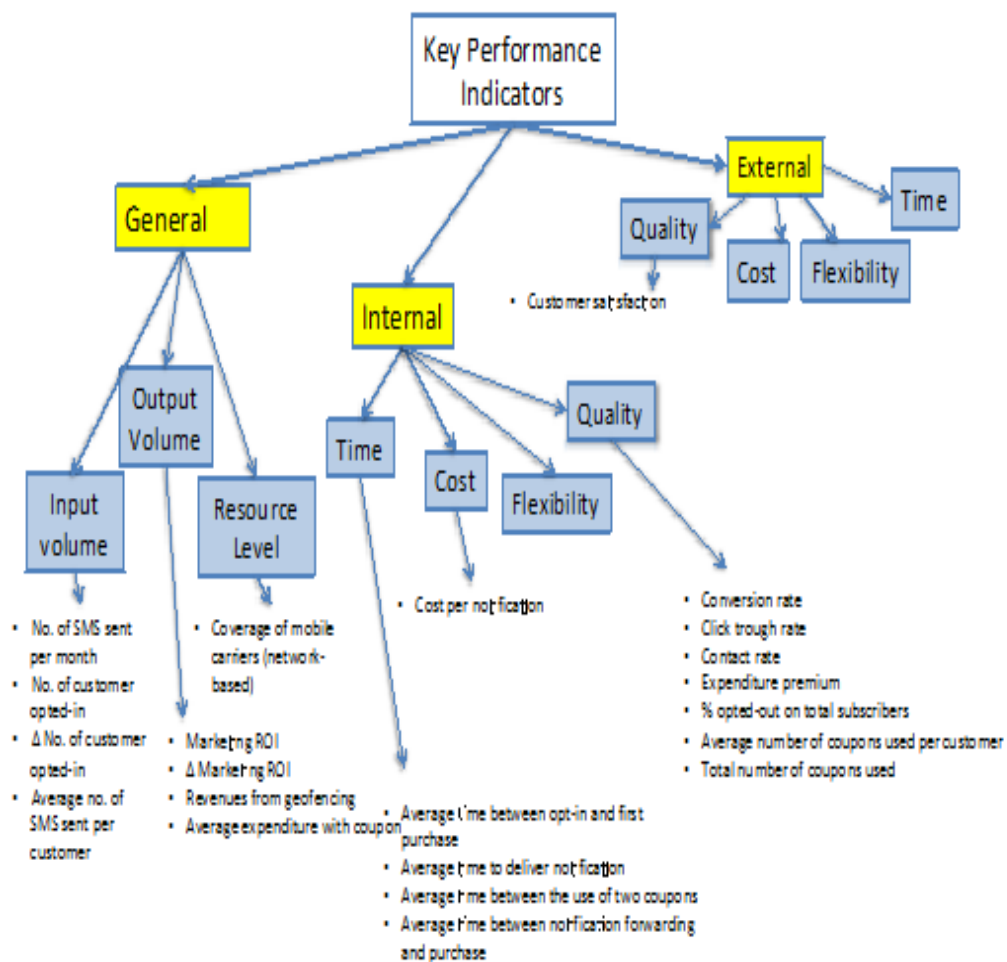 Key Performance
Indicators
General
External
Time
Quality
Cost
Flexibility
• Customer satisfaction
Internal
Output
Volume
Input
volume
Resource
Level
Time
Cost
Flexibility
Quality
• No. of SMS sent
per month
• No. of customer
opted-in
• Δ No. of customer
opted-in
• Average no. of
SMS sent per
customer
• Coverage of mobile
carriers (network-
based)
• Marketing ROI
• Δ Marketing ROI
• Revenues from geofencing
• Average expenditure with coupon
• Cost per notification
• Average time between opt-in and first
purchase
• Average time to deliver notification
• Average time between the use of two coupons
• Average time between notification forwarding
and purchase
• Conversion rate
• Click trough rate
• Contact rate
• Expenditure premium
• % opted-out on total subscribers
• Average number of coupons used per customer
• Total number of coupons used